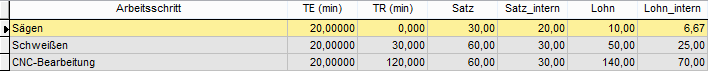 Arbeitsschritt TE (min) TR (min) Satz Satz_intern Lohn Lohn_intern
Sägen 20,00000 0,000 30,00 20,00 10,00 6,67
Schweißen 20,00000 30,000 60,00 30,00 50,00 25,00
CNC-Bearbeitung 20,00000 120,000 60,00 30,00 140,00 70,00